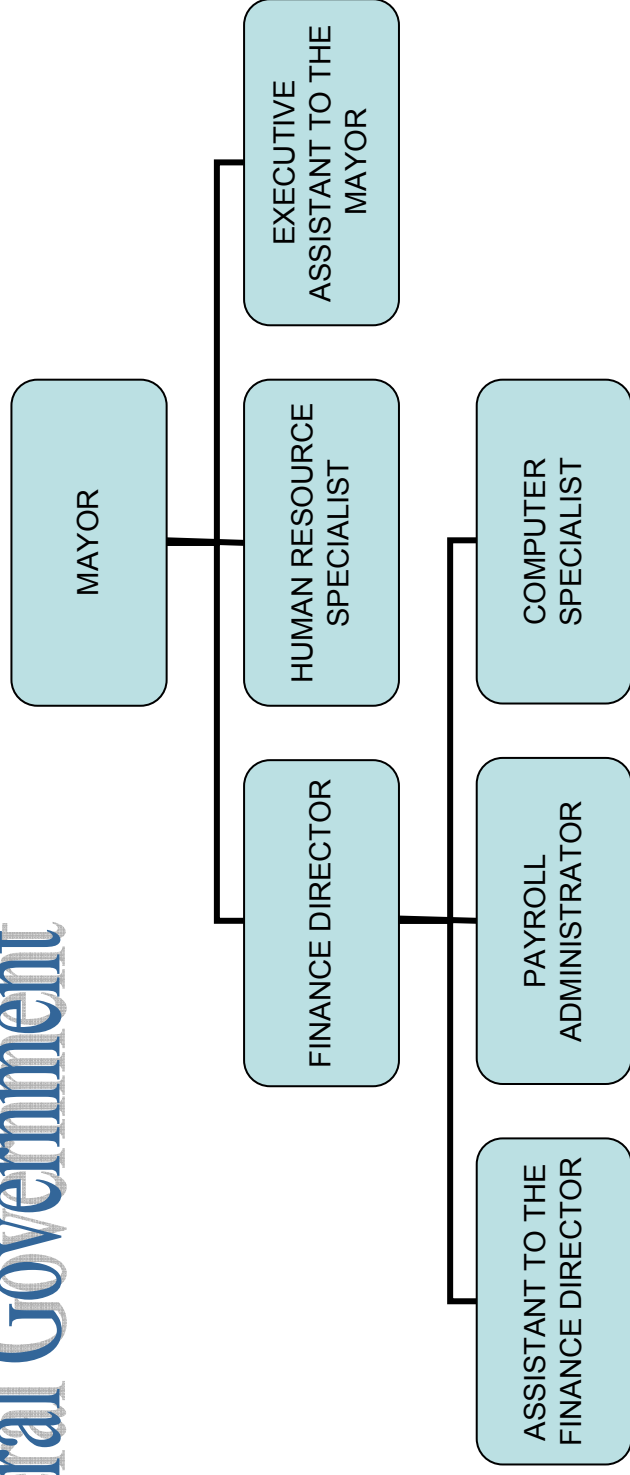 Government
MAYOR
FINANCE DIRECTOR
HUMAN RESOURCE
SPECIALIST
EXECUTIVE
ASSISTANT TO THE
MAYOR
ASSISTANT TO THE
FINANCE DIRECTOR
PAYROLL
ADMINISTRATOR
COMPUTER
SPECIALIST